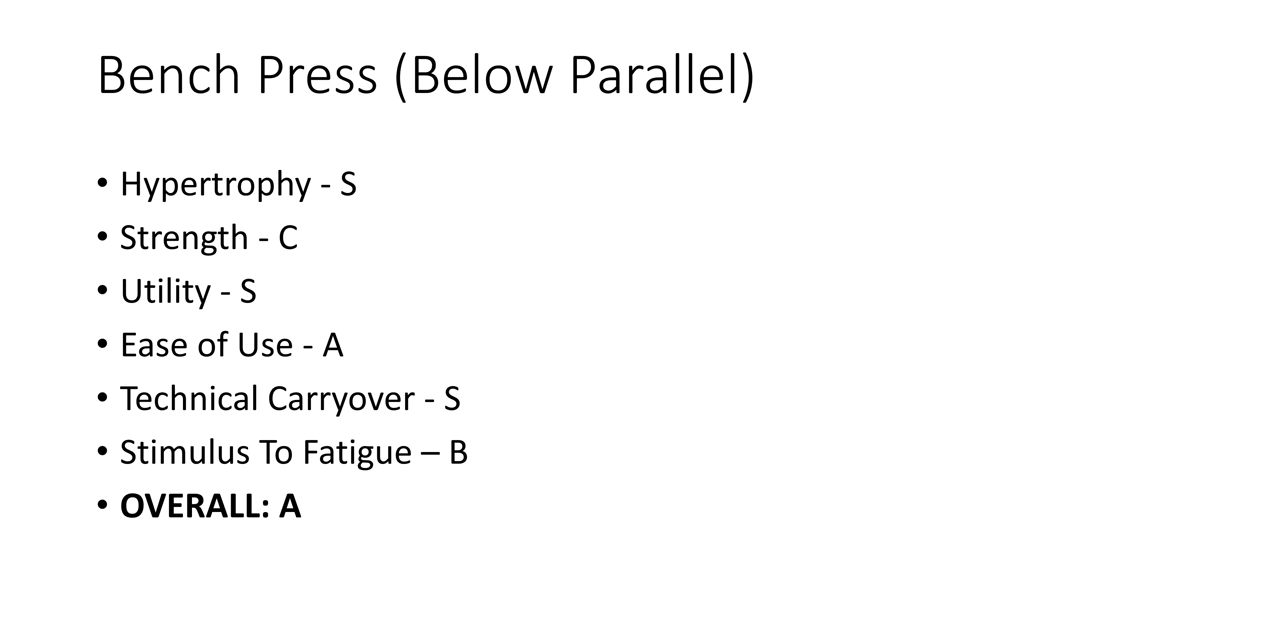 Bench Press (Below Parallel)
• Hypertrophy - S
• Strength - C
• Utility - S
• Ease of Use - A
• Technical Carryover - S
• Stimulus To Fatigue – B
• OVERALL: A